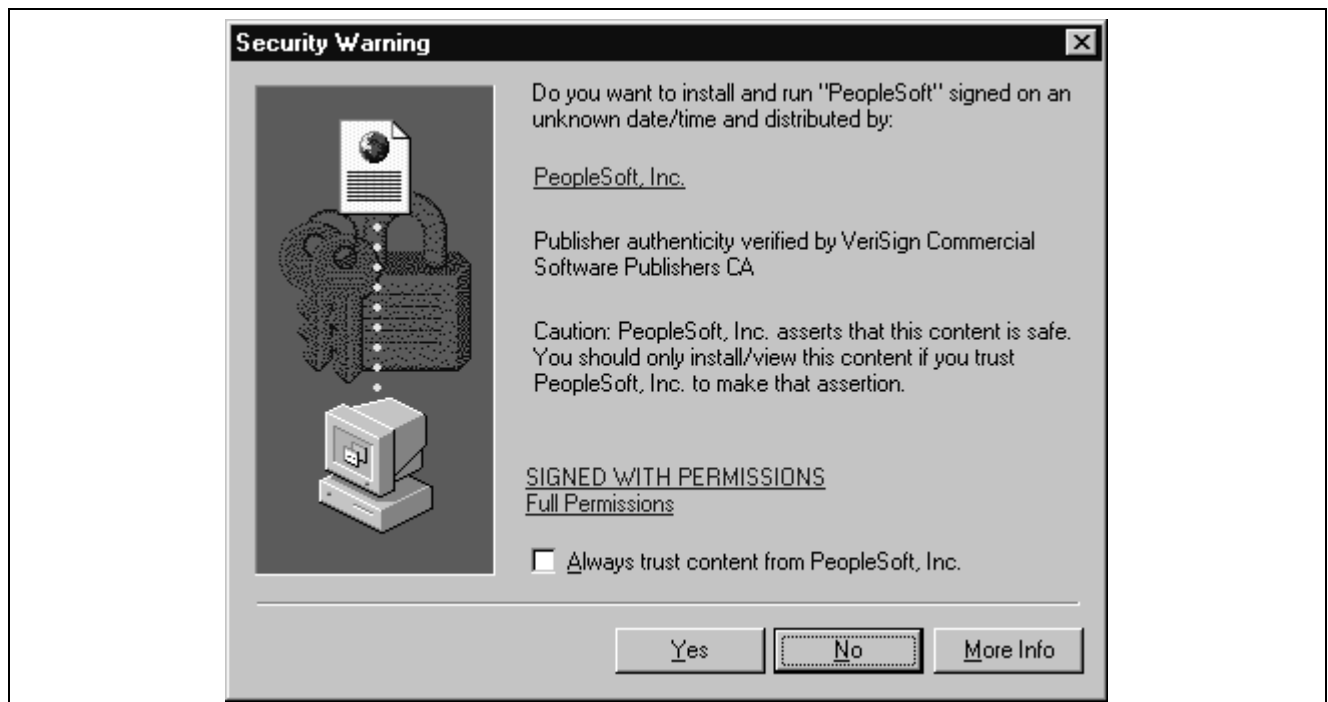 Security Warning
Do you want to install and run "PeopleSoft" signed on an
unknown date/time and distributed by:
PeopleSoft, Inc.
Publisher authenticity verified by VeriSign Commercial
Software Publishers CA
Caution: PeopleSoft, Inc. asserts that this content is safe.
You should only install/view this content if you trust
PeopleSoft, Inc. to make that assertion.
SIGNED WITH PERMISSIONS
Full Permissions
Always trust content from PeopleSoft, Inc.
Yes No More Info